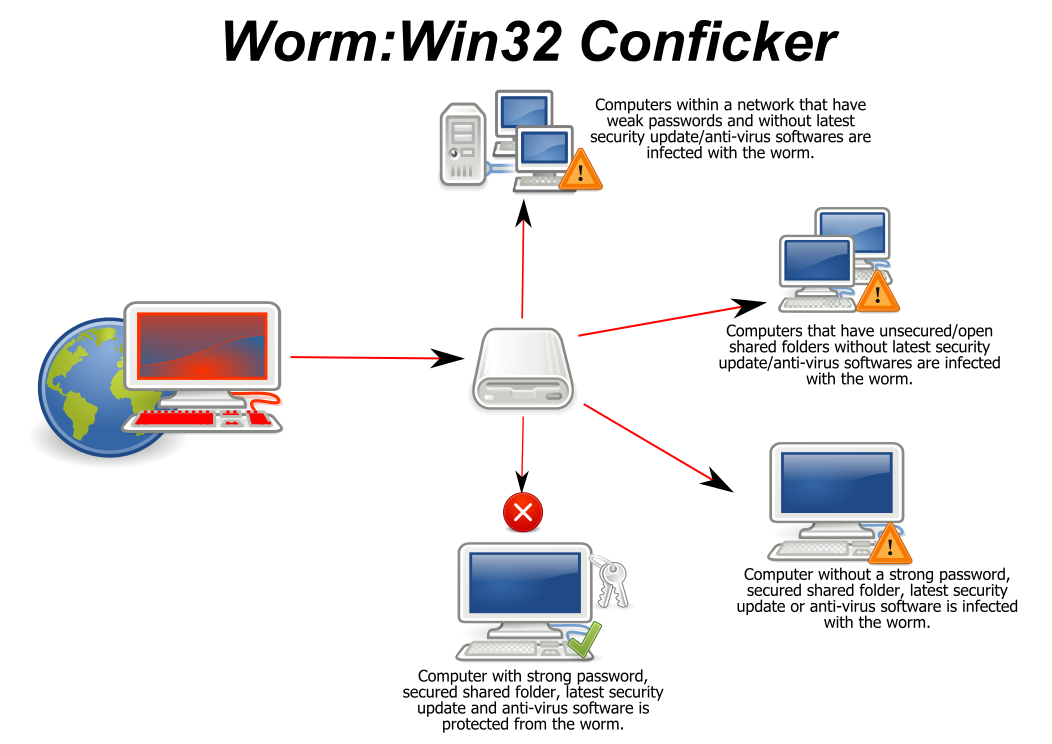 Worm:Win32 Conficker
Computers within a network that have
weak passwords and without latest
security update/anti-virus softwares are
infected with the worm.
Computers that have unsecured/open
shared folders without latest security
update/anti-virus softwares are infected
with the worm.
Computer without a strong password,
secured shared folder, latest security
update or anti-virus software is infected
with the worm.
Computer with strong password,
secured shared folder, latest security
update and anti-virus software is
protected from the worm.